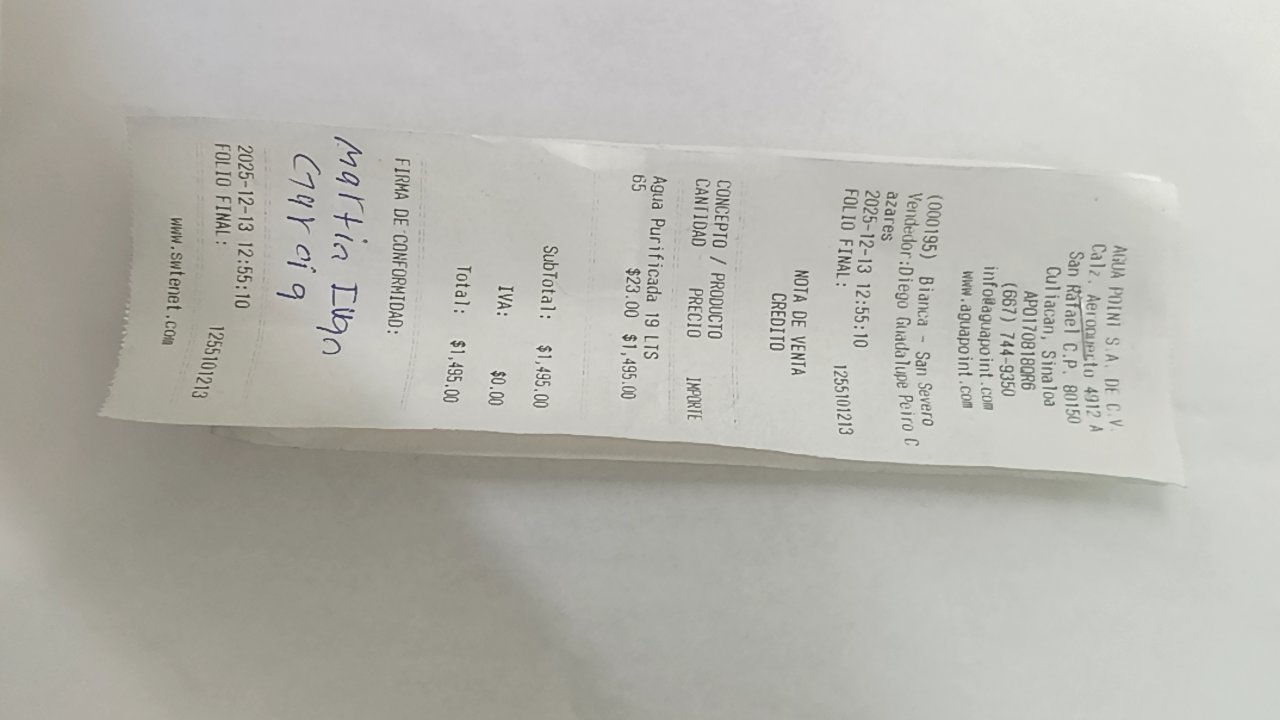 AGUA POINT S.A. DE C.V.
Calz. Aeropuerto 4912 A
San Rafael C.P. 80150
Culiacan, Sinaloa
APO170818QR6
(667) 744-9350
info@aguapoint.com
www.aguapoint.com
(000195) Blanca - San Severo
Vendedor:Diego Guadalupe Peiro C
azares
2025-12-13 12:55:10
FOLIO FINAL: 1255101213
NOTA DE VENTA
CREDITO
CONCEPTO / PRODUCTO
CANTIDAD PRECIO IMPORTE
Agua Purificada 19 LTS
65 $23.00 $1,495.00
SubTotal: $1,495.00
IVA: $0.00
Total: $1,495.00
FIRMA DE CONFORMIDAD:
Martin Iban
Garcia
2025-12-13 12:55:10
FOLIO FINAL: 1255101213
www.swtenet.com